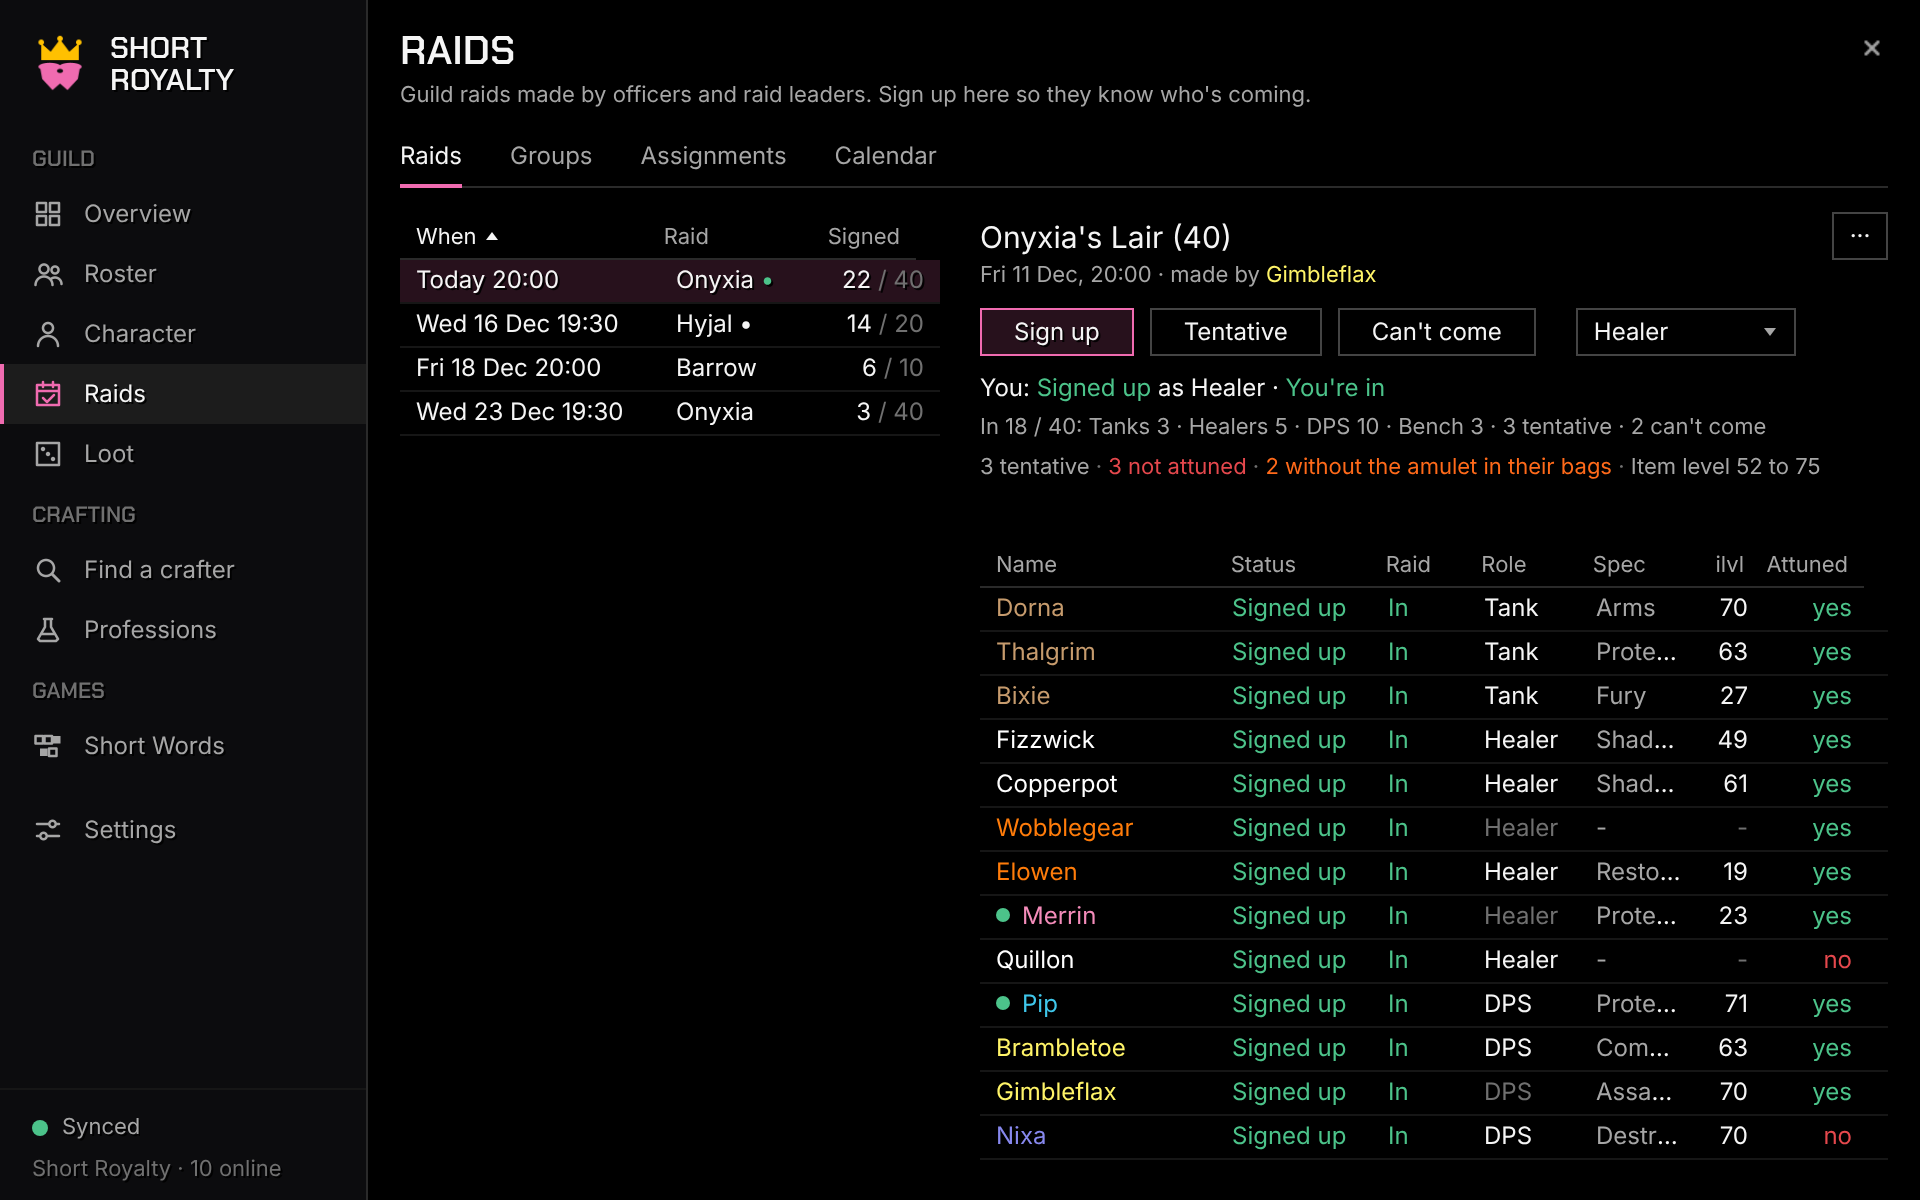 SHORT
ROYALTY
GUILD
Overview
Roster
Character
Raids
Loot
CRAFTING
Find a crafter
Professions
GAMES
Short Words
Settings
Synced
Short Royalty · 10 online
RAIDS
Guild raids made by officers and raid leaders. Sign up here so they know who's coming.
Raids Groups Assignments Calendar
When Raid Signed
Today 20:00 Onyxia 22 / 40
Wed 16 Dec 19:30 Hyjal 14 / 20
Fri 18 Dec 20:00 Barrow 6 / 10
Wed 23 Dec 19:30 Onyxia 3 / 40
Onyxia's Lair (40)
...
Fri 11 Dec, 20:00 · made by Gimbleflax
Sign up Tentative Can't come Healer
You: Signed up as Healer · You're in
In 18 / 40: Tanks 3 · Healers 5 · DPS 10 · Bench 3 · 3 tentative · 2 can't come
3 tentative · 3 not attuned · 2 without the amulet in their bags · Item level 52 to 75
Name Status Raid Role Spec ilvl Attuned
Dorna Signed up In Tank Arms 70 yes
Thalgrim Signed up In Tank Prote... 63 yes
Bixie Signed up In Tank Fury 27 yes
Fizzwick Signed up In Healer Shad... 49 yes
Copperpot Signed up In Healer Shad... 61 yes
Wobblegear Signed up In Healer - - yes
Elowen Signed up In Healer Resto... 19 yes
Merrin Signed up In Healer Prote... 23 yes
Quillon Signed up In Healer - - no
Pip Signed up In DPS Prote... 71 yes
Brambletoe Signed up In DPS Com... 63 yes
Gimbleflax Signed up In DPS Assa... 70 yes
Nixa Signed up In DPS Destr... 70 no